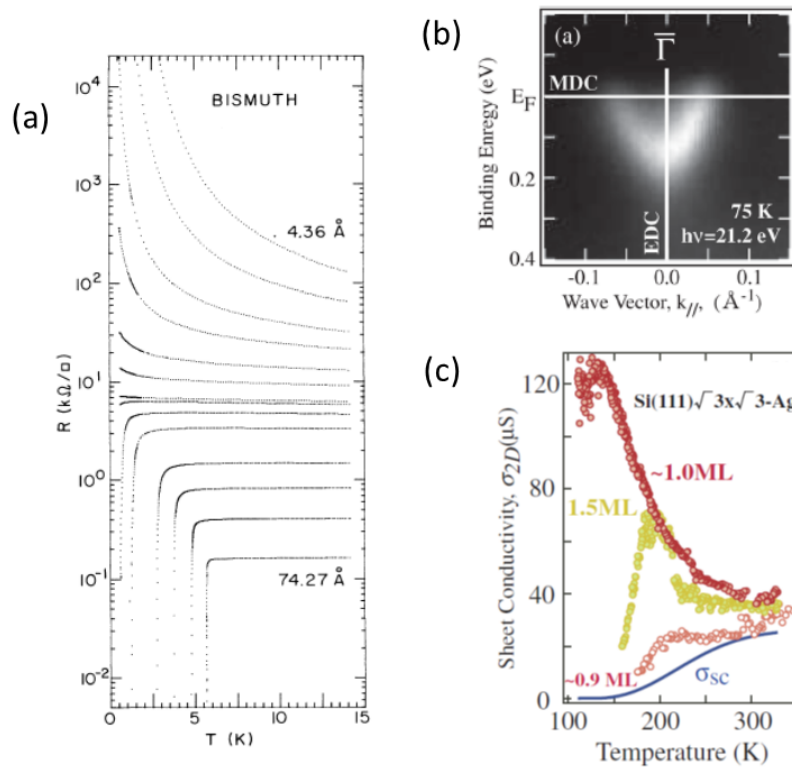 (a)
BISMUTH
10⁴
10³
10²
10¹
10⁰
10⁻¹
10⁻²
R (kΩ/□)
4.36 Å
74.27 Å
0
5
10
15
T (K)
(b)
(a)
Γ̅
MDC
E_F
0.2
0.4
Binding Enregy (eV)
EDC
75 K
hν=21.2 eV
-0.1
0.0
0.1
Wave Vector, k//, (Å⁻¹)
(c)
Si(111)√3x√3-Ag
120
80
40
0
Sheet Conductivity, σ2D(μS)
~1.0ML
1.5ML
~0.9 ML
σSC
100
200
300
Temperature (K)